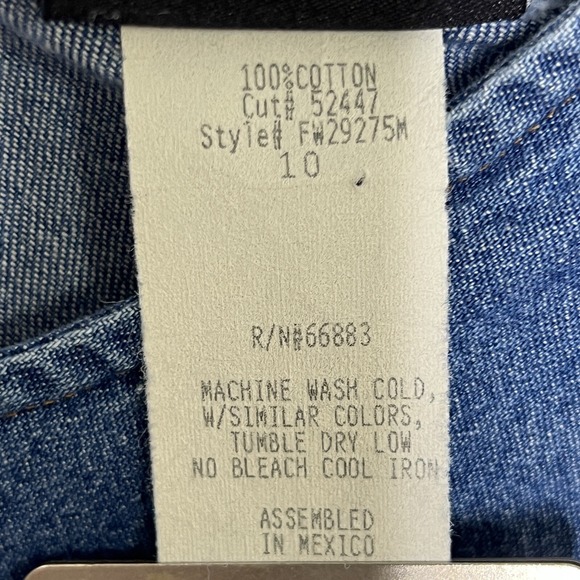 100%COTTON
Cut# 52447
Style# FW29275M
10
R/N#66883
MACHINE WASH COLD,
W/SIMILAR COLORS,
TUMBLE DRY LOW
NO BLEACH COOL IRON
ASSEMBLED
IN MEXICO